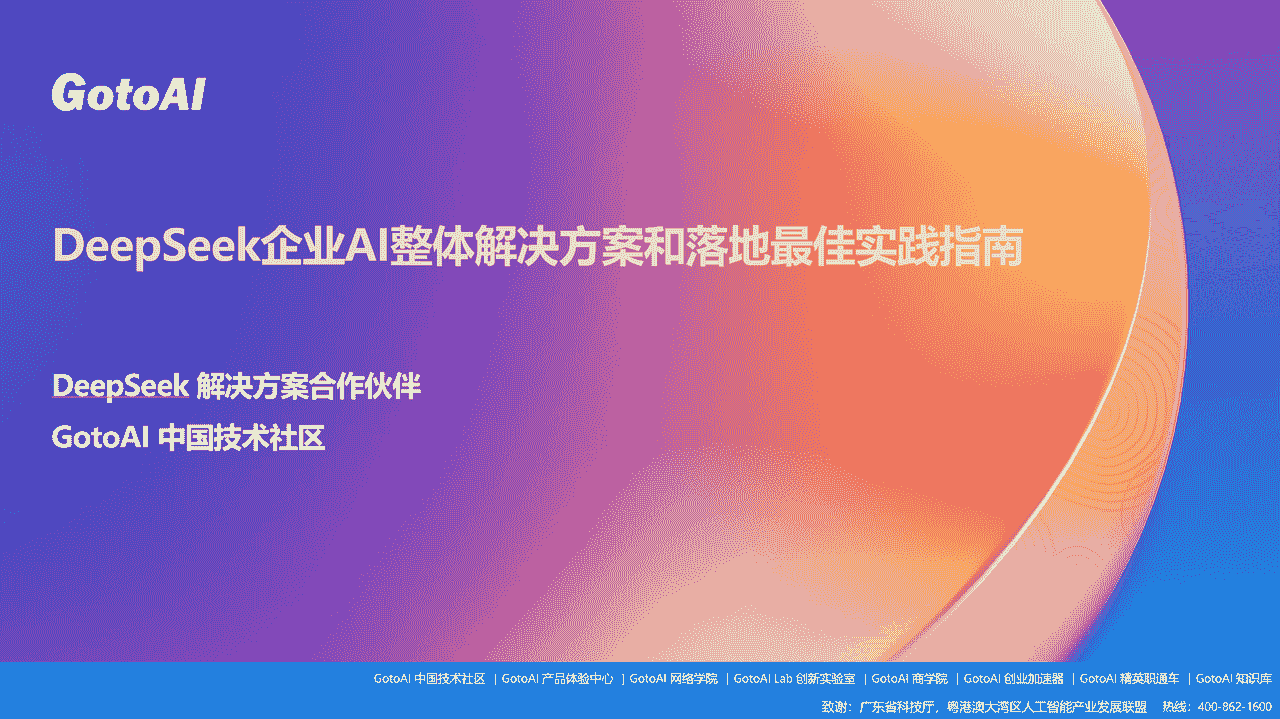 GotoAI
DeepSeek企业AI整体解决方案和落地最佳实践指南
DeepSeek 解决方案合作伙伴
GotoAI 中国技术社区
GotoAI 中国技术社区 | GotoAI 产品体验中心 | GotoAI 网络学院 | GotoAI Lab 创新实验室 | GotoAI 商学院 | GotoAI 创业加速器 | GotoAI 精英职通车 | GotoAI 知识库
致谢：广东省科技厅，粤港澳大湾区人工智能产业发展联盟 热线：400-862-1600